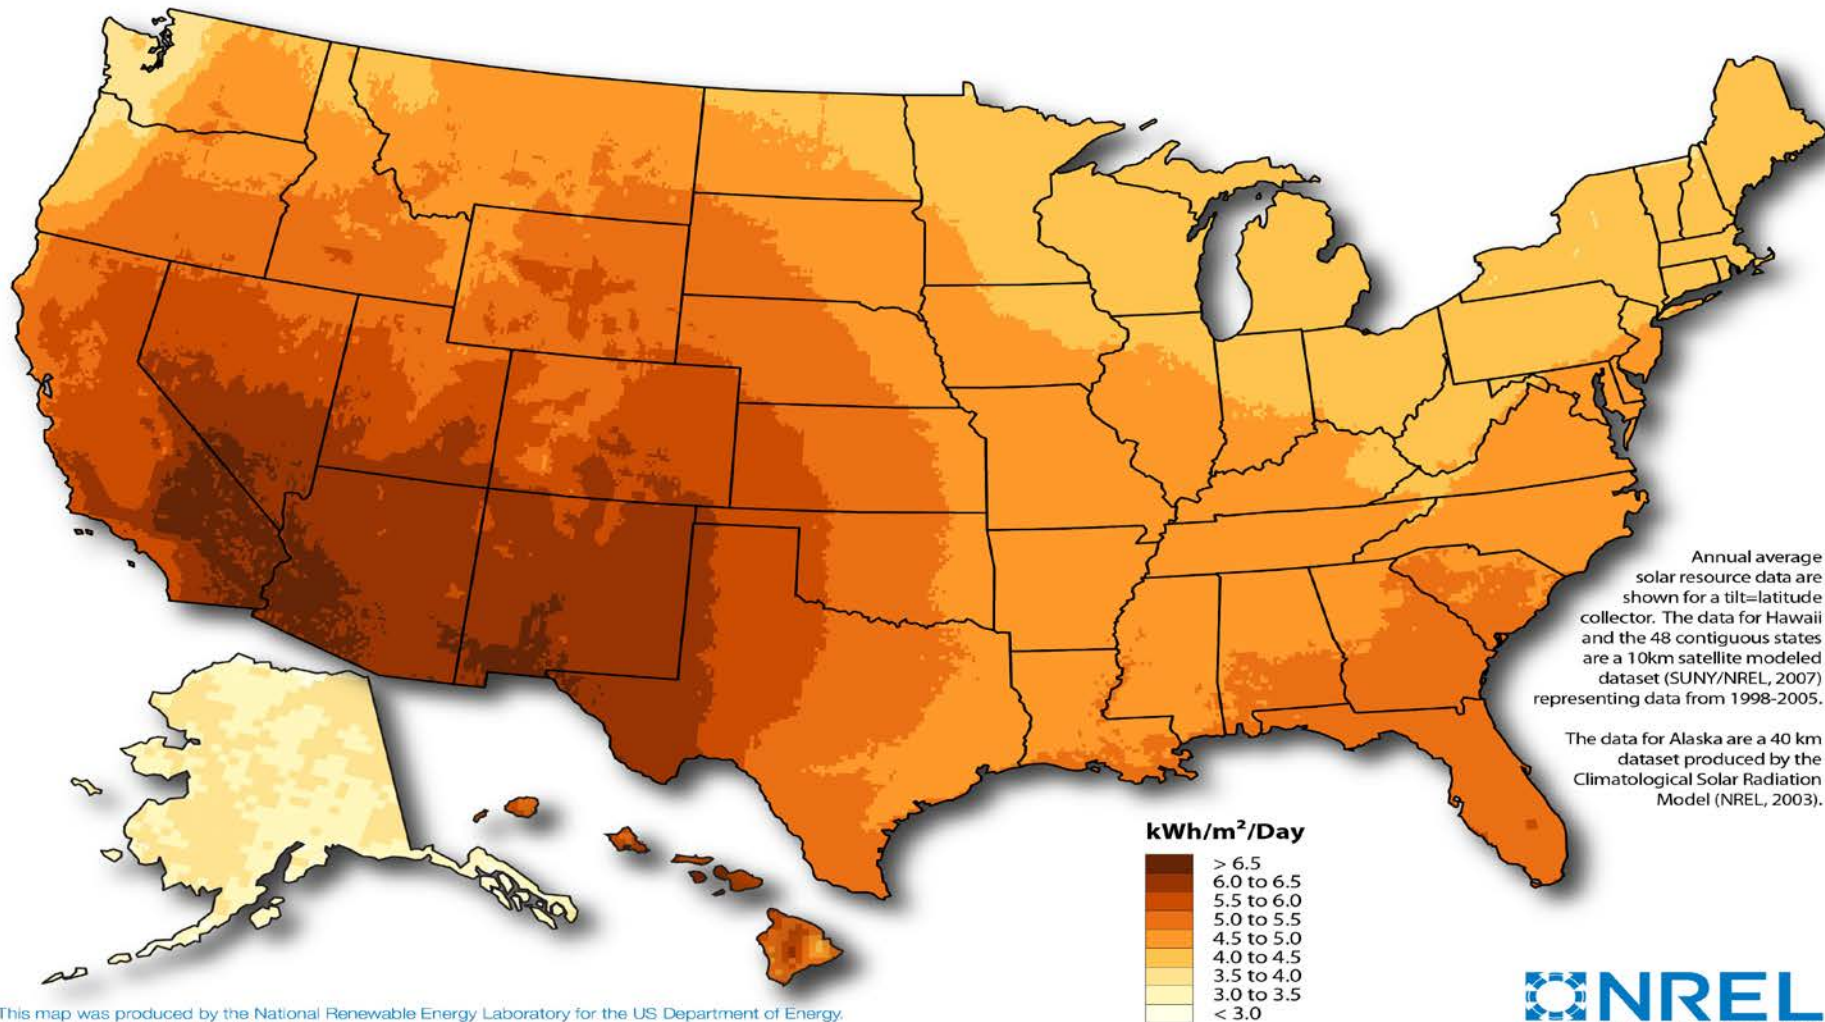 Annual average
solar resource data are
shown for a tilt=latitude
collector. The data for Hawaii
and the 48 contiguous states
are a 10km satellite modeled
dataset (SUNY/NREL, 2007)
representing data from 1998-2005.
The data for Alaska are a 40 km
dataset produced by the
Climatological Solar Radiation
Model (NREL, 2003).
kWh/m²/Day
> 6.5
6.0 to 6.5
5.5 to 6.0
5.0 to 5.5
4.5 to 5.0
4.0 to 4.5
3.5 to 4.0
3.0 to 3.5
< 3.0
NREL
This map was produced by the National Renewable Energy Laboratory for the US Department of Energy.